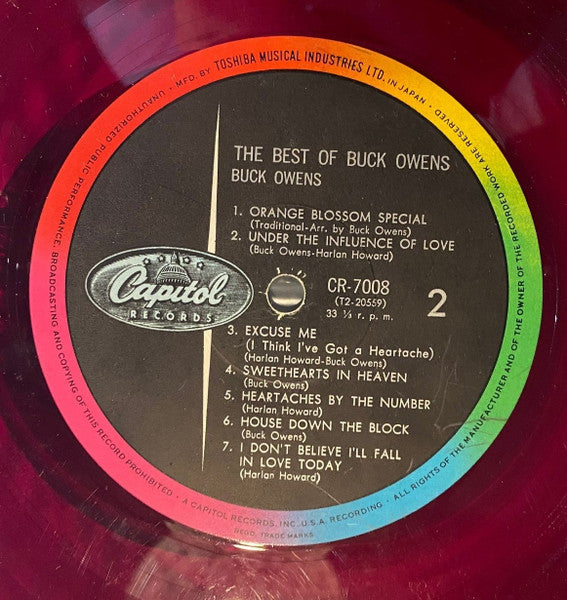 MFD. BY TOSHIBA MUSICAL INDUSTRIES LTD. IN JAPAN • ALL RIGHTS OF THE MANUFACTURER AND OF THE OWNER OF THE RECORDED WORK ARE RESERVED
UNAUTHORIZED PUBLIC PERFORMANCE, BROADCASTING AND COPYING OF THIS RECORD PROHIBITED • A CAPITOL RECORDS, INC., U.S.A. RECORDING •
REGD. TRADE MARKS
THE BEST OF BUCK OWENS
BUCK OWENS
1. ORANGE BLOSSOM SPECIAL
(Traditional-Arr. by Buck Owens)
2. UNDER THE INFLUENCE OF LOVE
(Buck Owens-Harlan Howard)
Capitol
RECORDS
CR-7008
(T2-20559)
33 ⅓ r. p. m.
2
3. EXCUSE ME
(I Think I've Got a Heartache)
(Harlan Howard-Buck Owens)
4. SWEETHEARTS IN HEAVEN
(Buck Owens)
5. HEARTACHES BY THE NUMBER
(Harlan Howard)
6. HOUSE DOWN THE BLOCK
(Buck Owens)
7. I DON'T BELIEVE I'LL FALL
IN LOVE TODAY
(Harlan Howard)